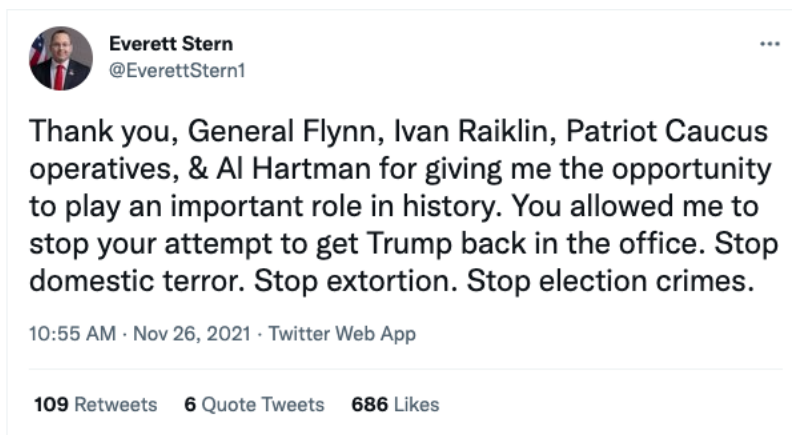 Everett Stern
@EverettStern1
Thank you, General Flynn, Ivan Raiklin, Patriot Caucus
operatives, & Al Hartman for giving me the opportunity
to play an important role in history. You allowed me to
stop your attempt to get Trump back in the office. Stop
domestic terror. Stop extortion. Stop election crimes.
10:55 AM · Nov 26, 2021 · Twitter Web App
109 Retweets 6 Quote Tweets 686 Likes